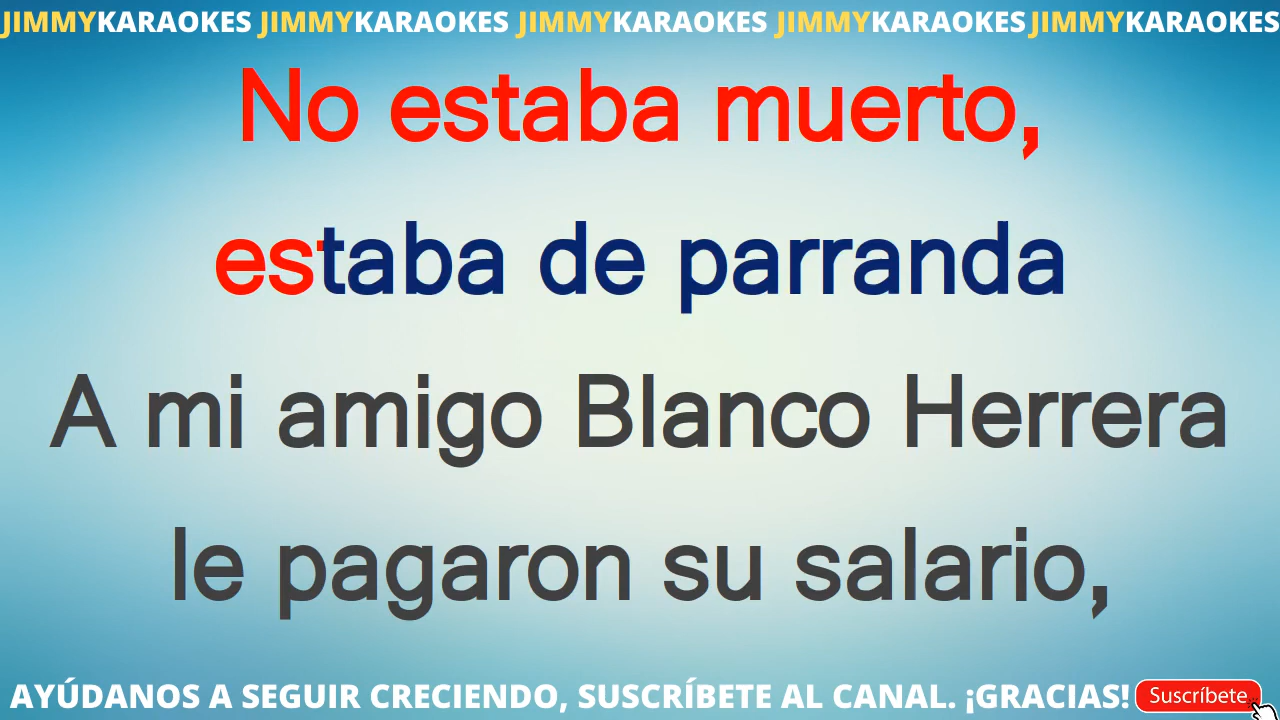 JIMMYKARAOKES JIMMYKARAOKES JIMMYKARAOKES JIMMYKARAOKES JIMMYKARAOKES
No estaba muerto,
estaba de parranda
A mi amigo Blanco Herrera
le pagaron su salario,
AYÚDANOS A SEGUIR CRECIENDO, SUSCRÍBETE AL CANAL. ¡GRACIAS! Suscríbete